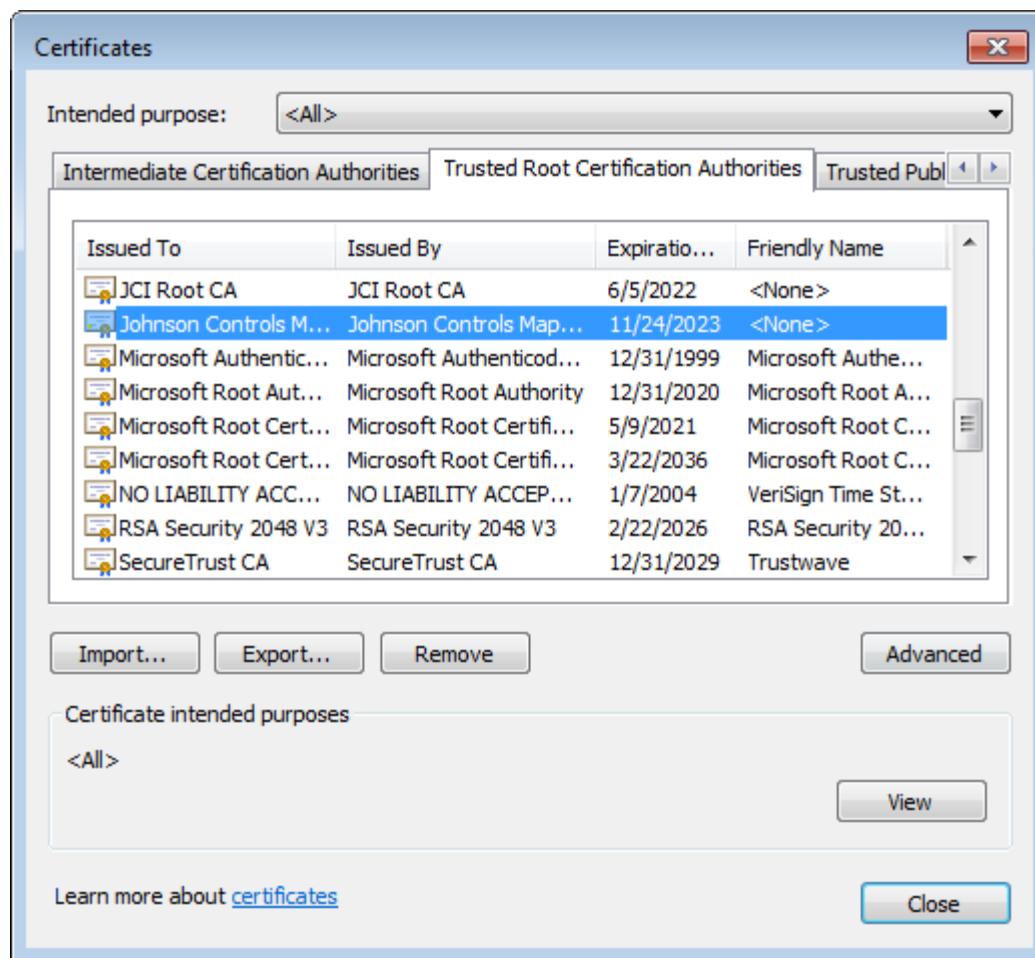 Certificates
Intended purpose: <All>
Intermediate Certification Authorities Trusted Root Certification Authorities Trusted Publ
Issued To Issued By Expiratio... Friendly Name
JCI Root CA JCI Root CA 6/5/2022 <None>
Johnson Controls M... Johnson Controls Map... 11/24/2023 <None>
Microsoft Authentic... Microsoft Authenticod... 12/31/1999 Microsoft Authe...
Microsoft Root Aut... Microsoft Root Authority 12/31/2020 Microsoft Root A...
Microsoft Root Cert... Microsoft Root Certifi... 5/9/2021 Microsoft Root C...
Microsoft Root Cert... Microsoft Root Certifi... 3/22/2036 Microsoft Root C...
NO LIABILITY ACC... NO LIABILITY ACCEP... 1/7/2004 VeriSign Time St...
RSA Security 2048 V3 RSA Security 2048 V3 2/22/2026 RSA Security 20...
SecureTrust CA SecureTrust CA 12/31/2029 Trustwave
Import... Export... Remove Advanced
Certificate intended purposes
<All>
View
Learn more about certificates
Close